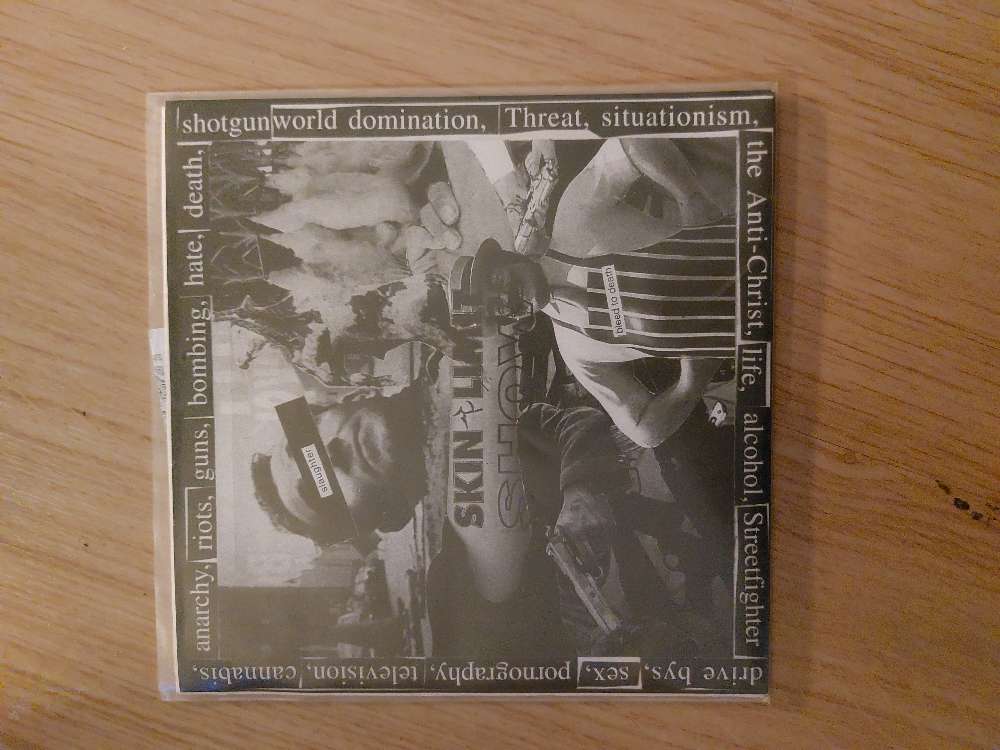 anarchy, riots, guns, bombing, hate, death,
shotgun world domination, Threat, situationism,
the Anti-Christ, life, alcohol, Streetfighter
drive bys, sex, pornography, television, cannabis,
slaughter
SKIN LIMIT
SHOW
bleed to death